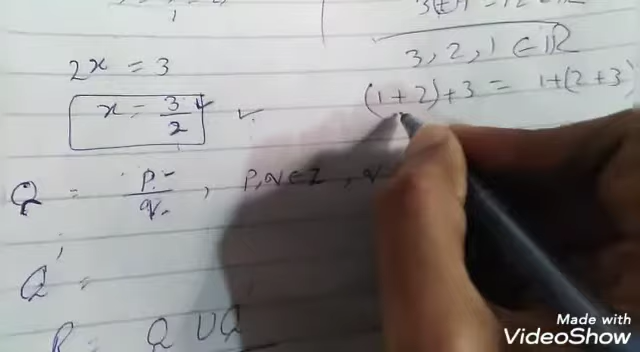 2x = 3
x = 3/2
3, 2, 1 ∈ ℝ
(1+2)+3 = 1+(2+3)
Q = p/q, p,q ∈ Z, q
Q' =
R = Q ∪ Q'
Made with
VideoShow